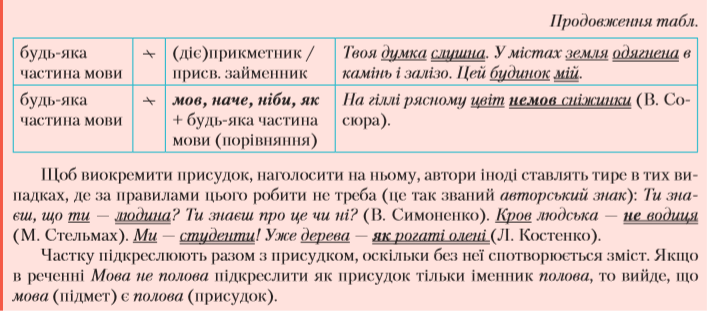 Продовження табл.
будь-яка частина мови ⨯ (діє)прикметник / присв. займенник Твоя думка слушна. У містах земля одягнена в камінь і залізо. Цей будинок мій.
будь-яка частина мови ⨯ мов, наче, ніби, як + будь-яка частина мови (порівняння) На гіллі рясному цвіт немов сніжинки (В. Сосюра).
Щоб виокремити присудок, наголосити на ньому, автори іноді ставлять тире в тих ви-
падках, де за правилами цього робити не треба (це так званий авторський знак): Ти зна-
єш, що ти — людина? Ти знаєш про це чи ні? (В. Симоненко). Кров людська — не водиця
(М. Стельмах). Ми — студенти! Уже дерева — як рогаті олені (Л. Костенко).
Частку підкреслюють разом з присудком, оскільки без неї спотворюється зміст. Якщо
в реченні Мова не полова підкреслити як присудок тільки іменник полова, то вийде, що
мова (підмет) є полова (присудок).